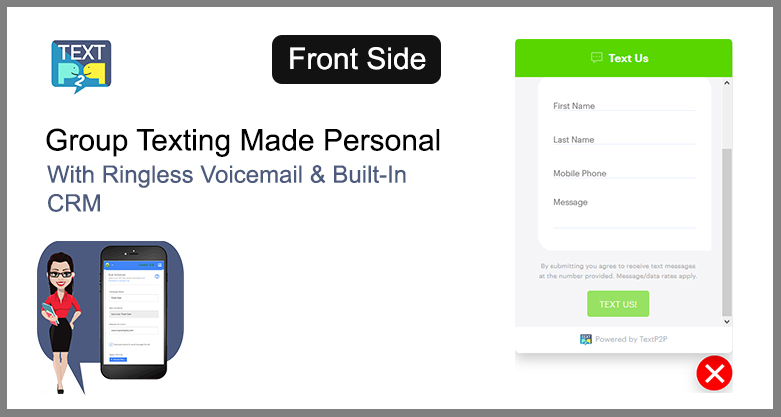 TEXT
P2P
Front Side
Group Texting Made Personal
With Ringless Voicemail & Built-In
CRM
Text Us
First Name
Last Name
Mobile Phone
Message
By submitting you agree to receive text messages
at the number provided. Message/data rates apply.
TEXT US!
Powered by TextP2P